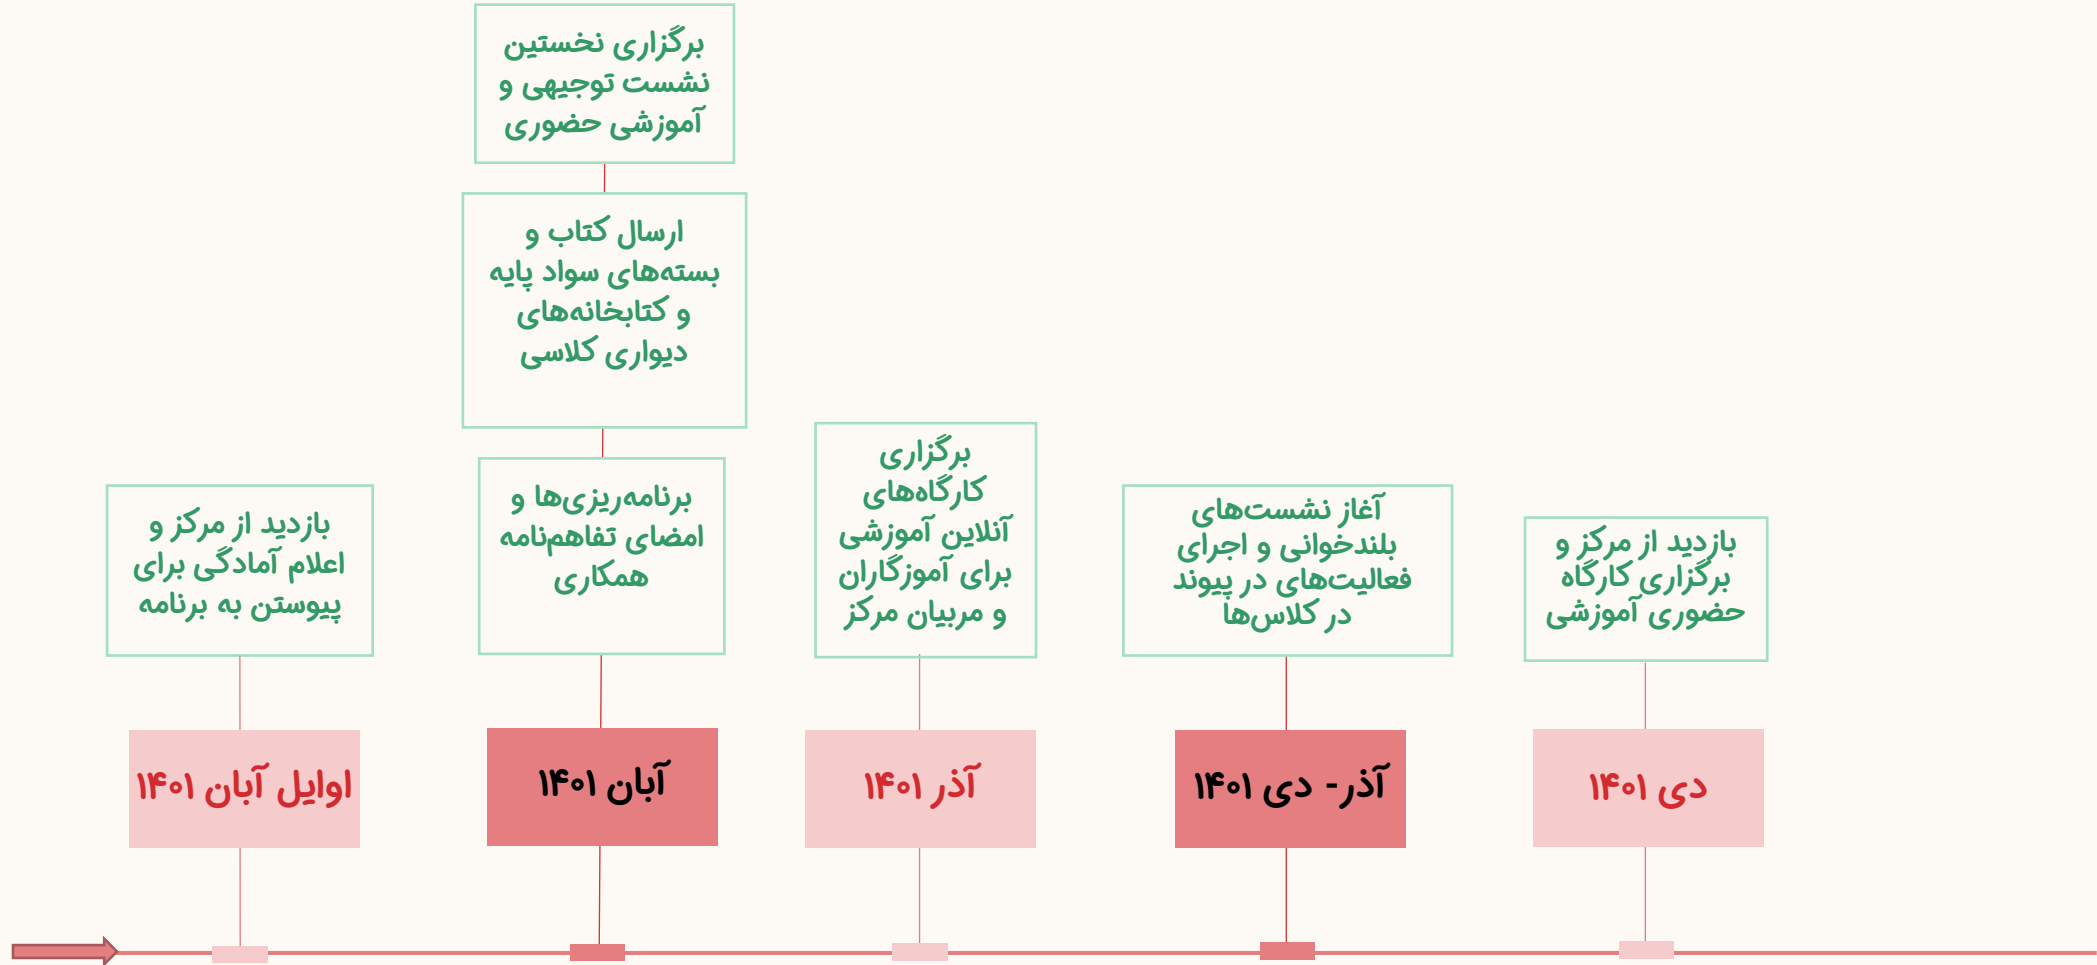 بازدید از مرکز و
اعلام آمادگی برای
پیوستن به برنامه
اوایل آبان ۱۴۰۱
برگزاری نخستین
نشست توجیهی و
آموزشی حضوری
ارسال کتاب و
بسته‌های سواد پایه
و کتابخانه‌های
دیواری کلاسی
برنامه‌ریزی‌ها و
امضای تفاهم‌نامه
همکاری
آبان ۱۴۰۱
برگزاری
کارگاه‌های
آنلاین آموزشی
برای آموزگاران
و مربیان مرکز
آذر ۱۴۰۱
آغاز نشست‌های
بلندخوانی و اجرای
فعالیت‌های در پیوند
در کلاس‌ها
آذر- دی ۱۴۰۱
بازدید از مرکز و
برگزاری کارگاه
حضوری آموزشی
دی ۱۴۰۱